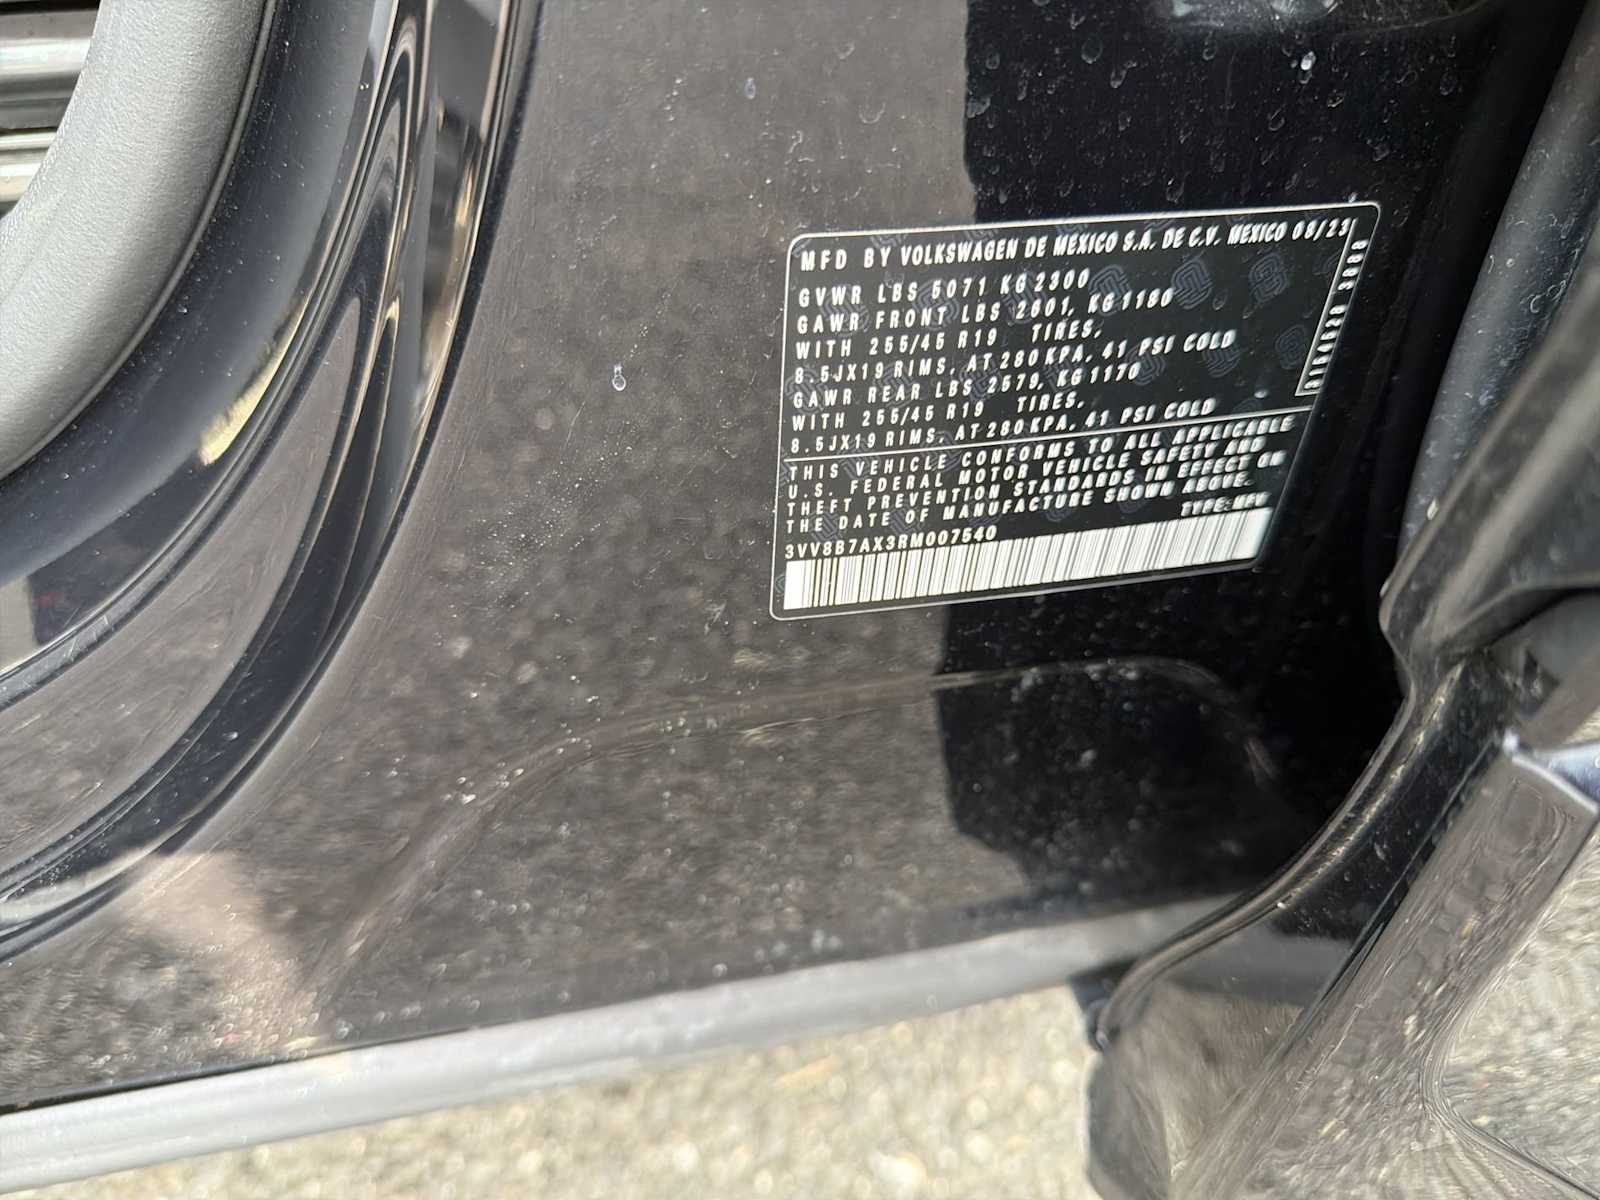 MFD BY VOLKSWAGEN DE MEXICO S.A. DE C.V. MEXICO 08/23
GVWR LBS 5071 KG 2300
GAWR FRONT LBS 2601, KG 1180
WITH 255/45 R19 TIRES,
8.5JX19 RIMS, AT 280 KPA, 41 PSI COLD
GAWR REAR LBS 2579, KG 1170
WITH 255/45 R19 TIRES,
8.5JX19 RIMS, AT 280 KPA, 41 PSI COLD
THIS VEHICLE CONFORMS TO ALL APPLICABLE
U.S. FEDERAL MOTOR VEHICLE SAFETY AND
THEFT PREVENTION STANDARDS IN EFFECT ON
THE DATE OF MANUFACTURE SHOWN ABOVE.
TYPE: MPV
3VV8B7AX3RM007540